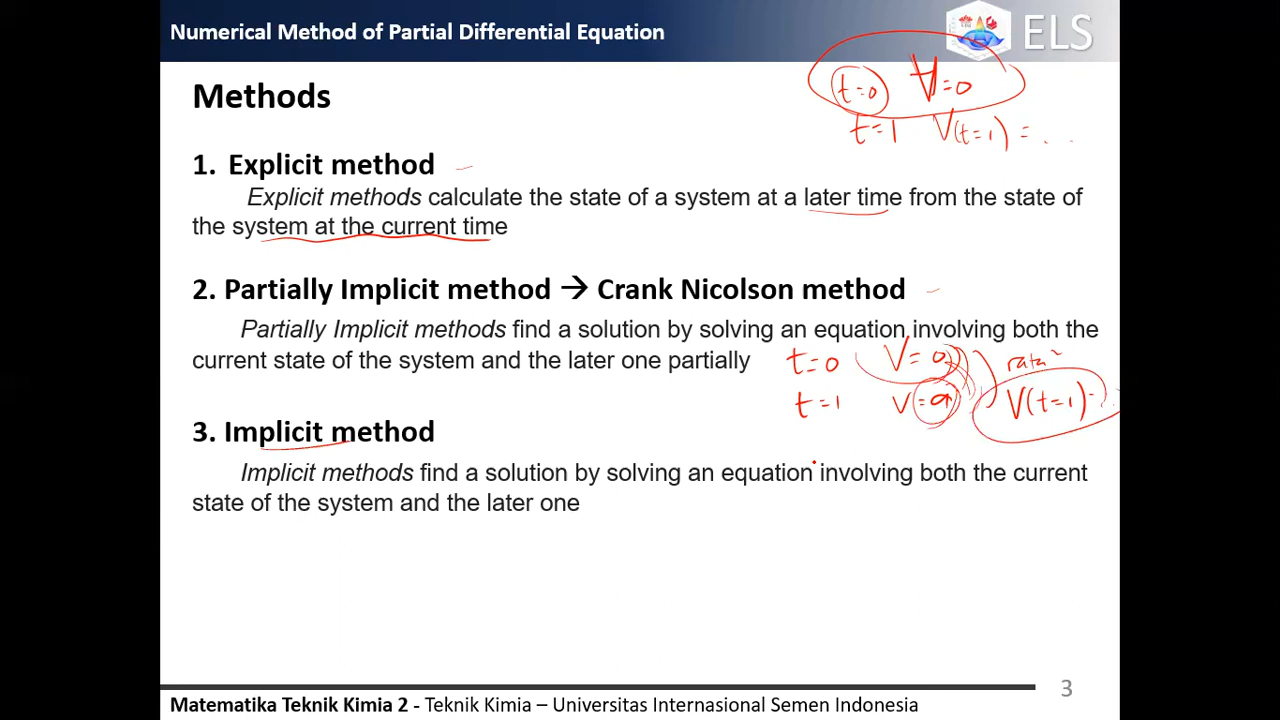 Numerical Method of Partial Differential Equation
ELS
Methods
t=0 V=0
t=1 V(t=1) = ...
1. Explicit method
Explicit methods calculate the state of a system at a later time from the state of
the system at the current time
2. Partially Implicit method → Crank Nicolson method
Partially Implicit methods find a solution by solving an equation involving both the
current state of the system and the later one partially
t=0 V=0 rata²
t=1 V= V(t=1)
3. Implicit method
Implicit methods find a solution by solving an equation involving both the current
state of the system and the later one
3
Matematika Teknik Kimia 2 - Teknik Kimia – Universitas Internasional Semen Indonesia